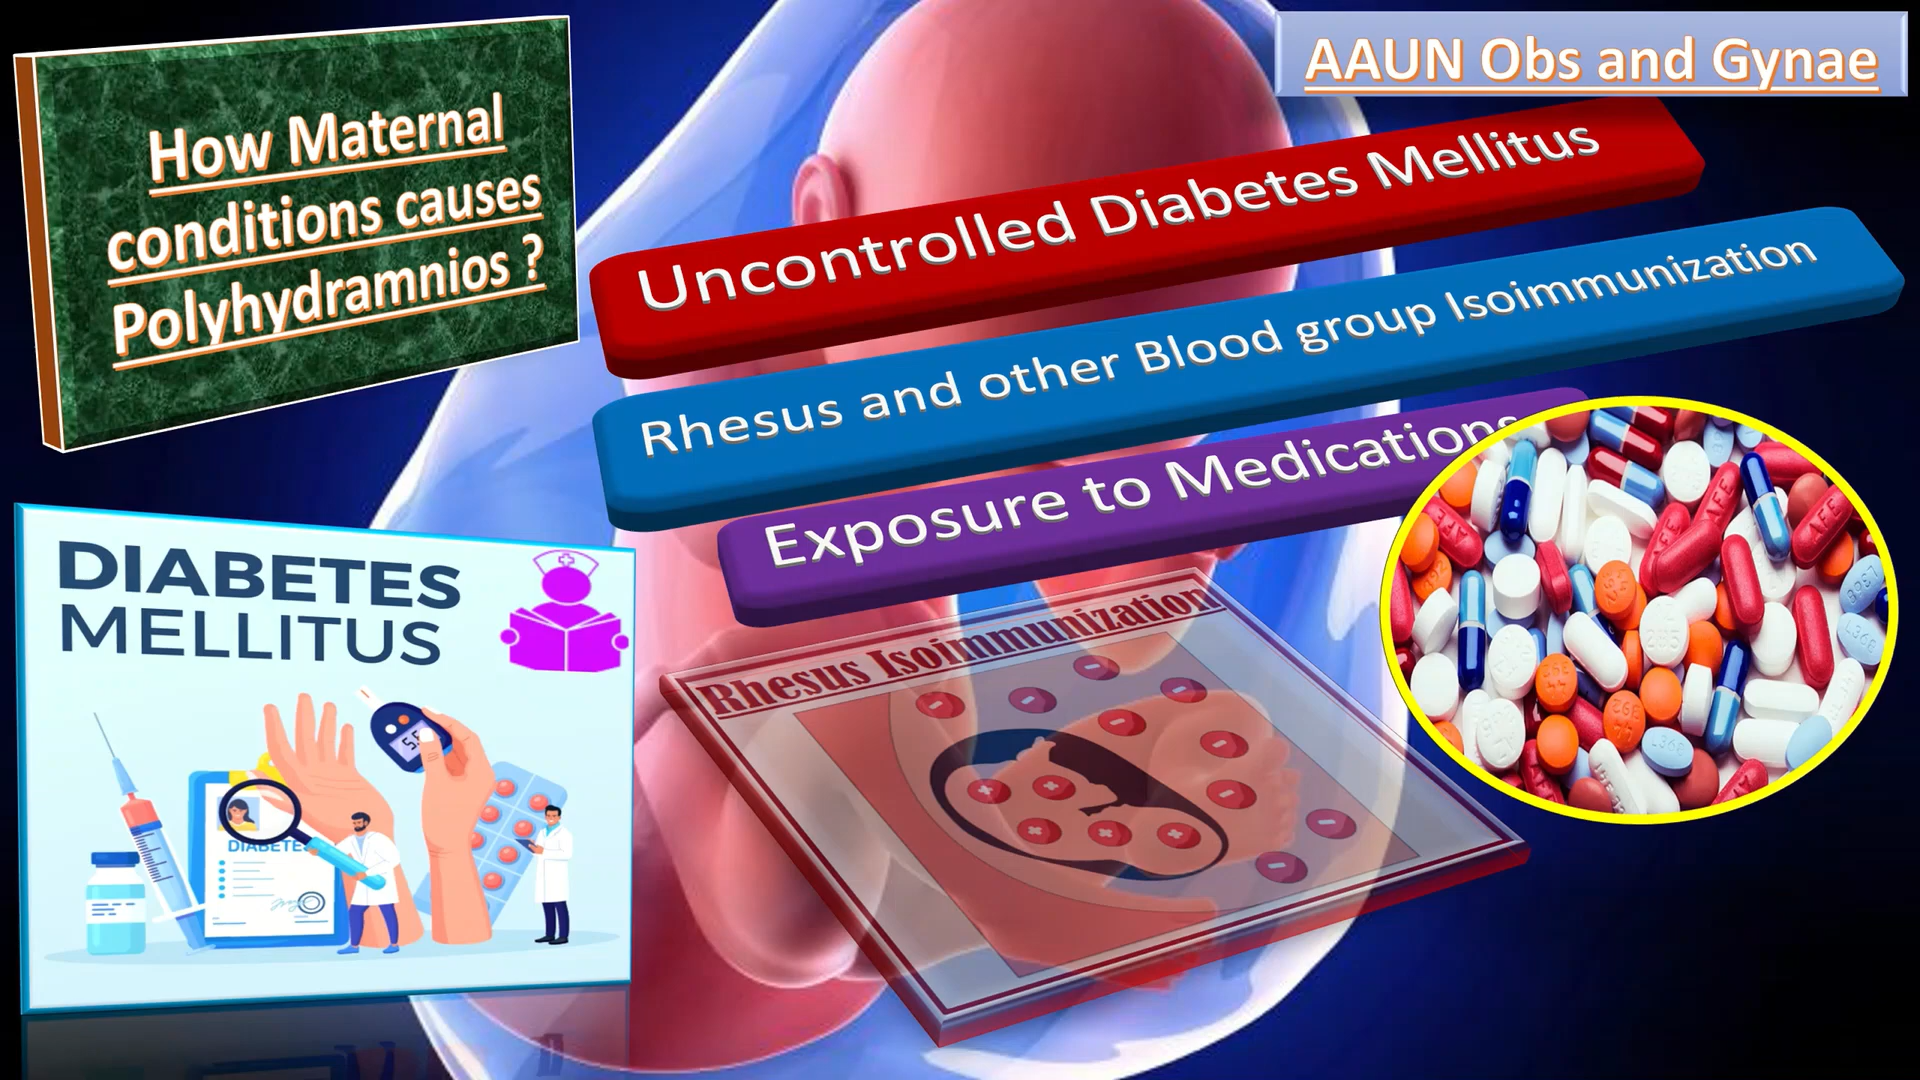 How Maternal
conditions causes
Polyhydramnios ?
AAUN Obs and Gynae
Uncontrolled Diabetes Mellitus
Rhesus and other Blood group Isoimmunization
Exposure to Medications
DIABETES
MELLITUS
DIABETES
Rhesus Isoimmunization